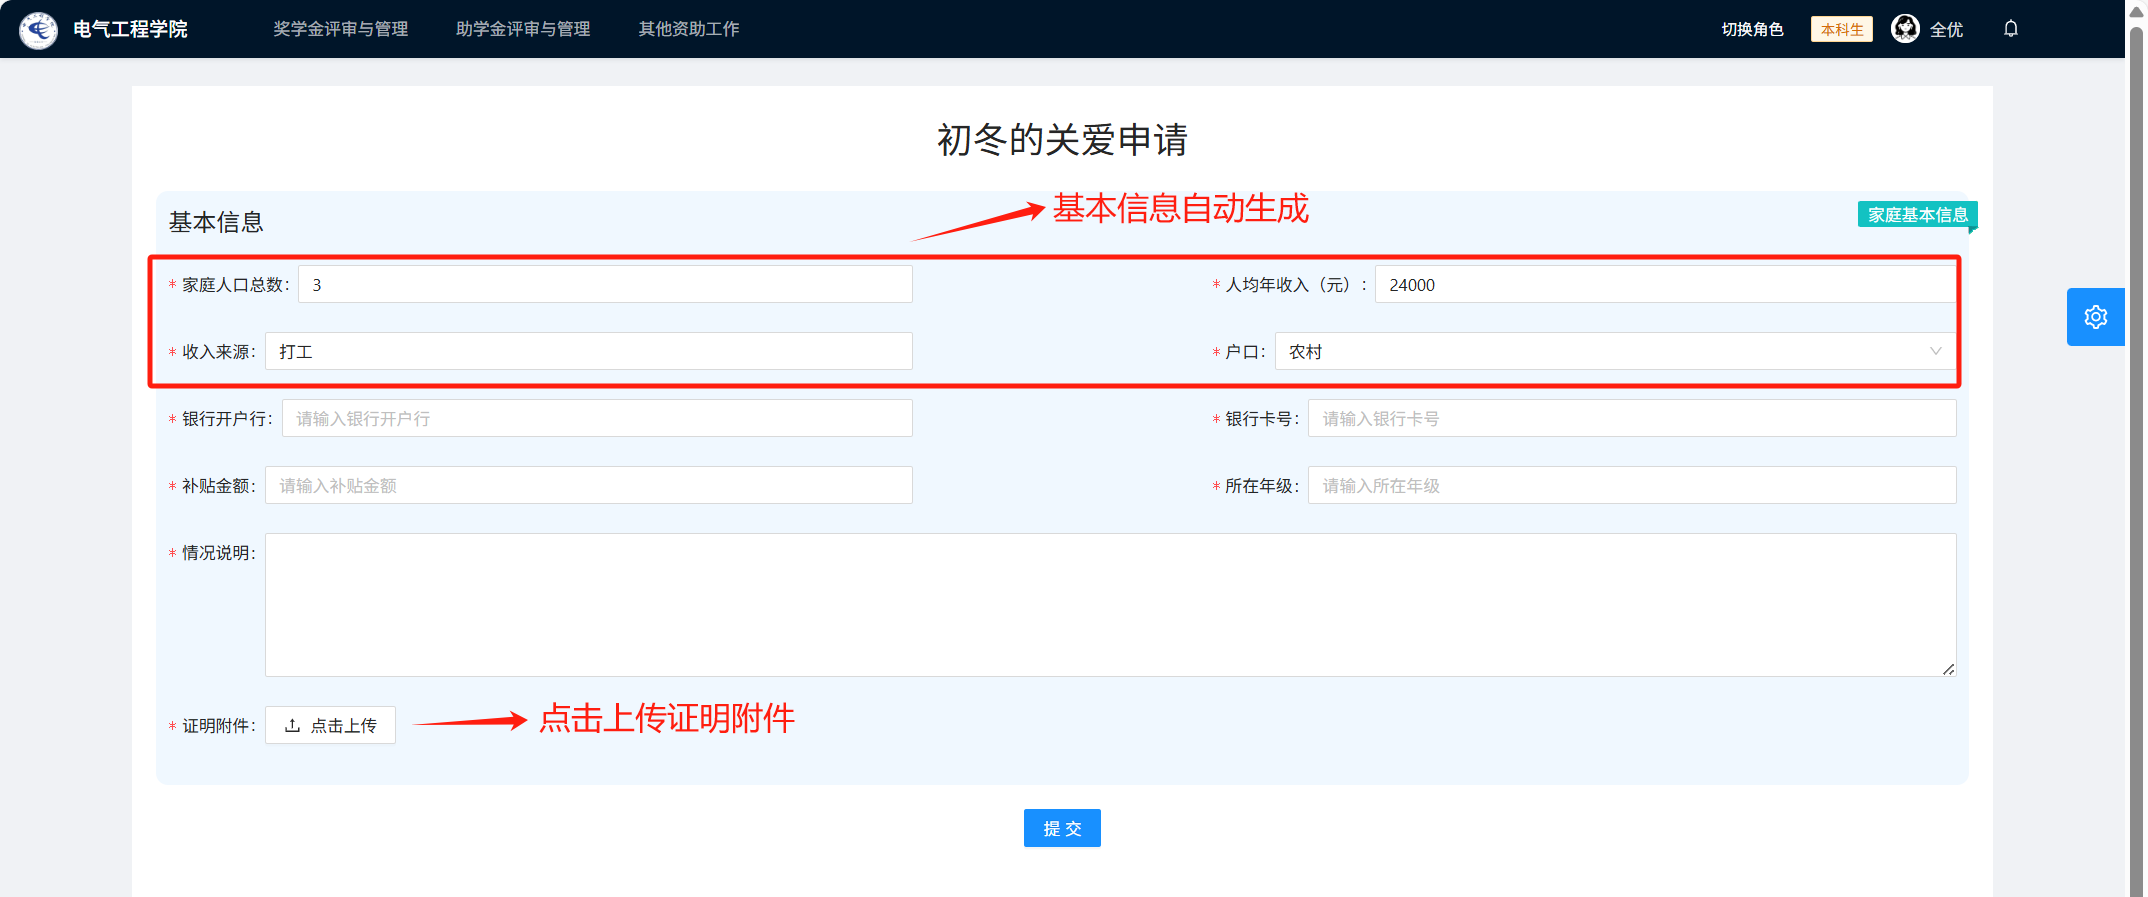 电气工程学院 奖学金评审与管理 助学金评审与管理 其他资助工作 切换角色 本科生 全优
初冬的关爱申请
基本信息自动生成
基本信息 家庭基本信息
* 家庭人口总数: 3 * 人均年收入（元）: 24000
* 收入来源: 打工 * 户口: 农村
* 银行开户行: 请输入银行开户行 * 银行卡号: 请输入银行卡号
* 补贴金额: 请输入补贴金额 * 所在年级: 请输入所在年级
* 情况说明:
* 证明附件: 点击上传 点击上传证明附件
提 交